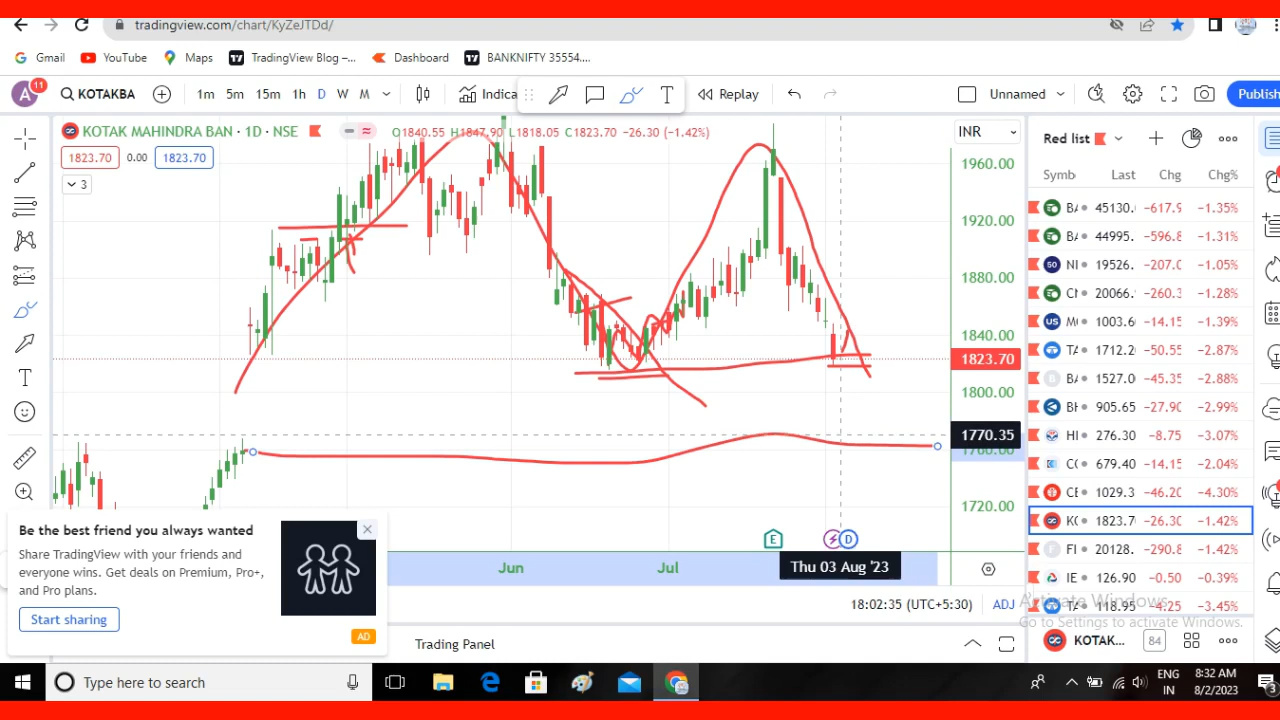 tradingview.com/chart/KyZeJTDd/
Gmail YouTube Maps TradingView Blog –... Dashboard BANKNIFTY 35554....
A 11 KOTAKBA 1m 5m 15m 1h D W M Indica Replay Unnamed Publish
KOTAK MAHINDRA BAN · 1D · NSE O1840.55 H1847.90 L1818.05 C1823.70 −26.30 (−1.42%) INR Red list
1823.70 0.00 1823.70
3
Symb Last Chg Chg%
1960.00
1920.00
1880.00
1840.00
1823.70
1800.00
1770.35
1760.00
1720.00
45130. -617.9 -1.35%
44995. -596.8 -1.31%
NI 19526. -207.0 -1.05%
20066. -260. -1.28%
1003.6 -14.15 -1.39%
TA 1712.2 -50.55 -2.87%
1527.0 -45.35 -2.88%
905.65 -27.90 -2.99%
HI 276.30 -8.75 -3.07%
679.40 -14.15 -2.04%
1029.3 -46.20 -4.30%
1823.7 -26.30 -1.42%
FI 20128. -290.8 -1.42%
IE 126.90 -0.50 -0.39%
TA 118.95 -4.25 -3.45%
Be the best friend you always wanted
Share TradingView with your friends and
everyone wins. Get deals on Premium, Pro+,
and Pro plans.
Start sharing
AD
E D
Jun Jul Thu 03 Aug '23
18:02:35 (UTC+5:30) ADJ
Activate Windows
Go to Settings to activate Windows.
Trading Panel
KOTAK... 84
Type here to search
ENG
IN
8:32 AM
8/2/2023
3